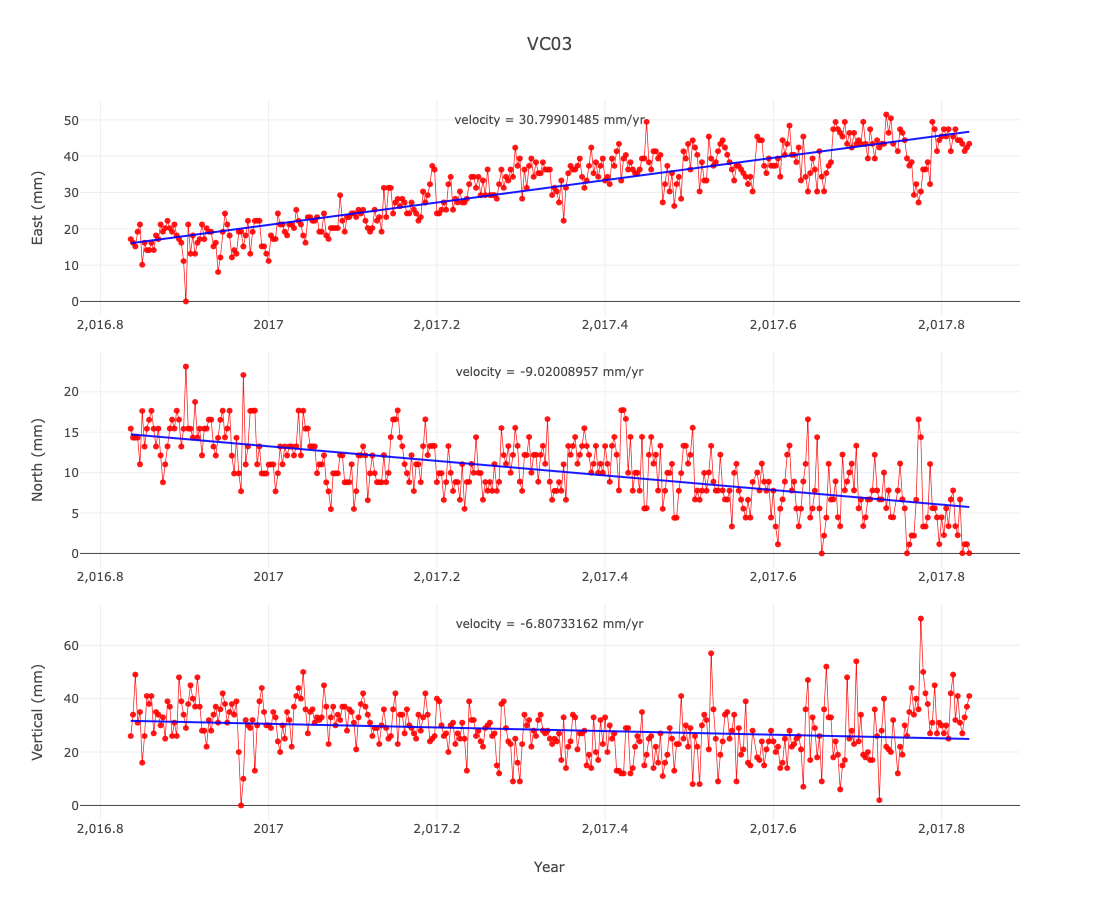 VC03
velocity = 30.79901485 mm/yr
East (mm)
50
40
30
20
10
0
2,016.8 2017 2,017.2 2,017.4 2,017.6 2,017.8
velocity = -9.02008957 mm/yr
North (mm)
20
15
10
5
0
2,016.8 2017 2,017.2 2,017.4 2,017.6 2,017.8
velocity = -6.80733162 mm/yr
Vertical (mm)
60
40
20
0
2,016.8 2017 2,017.2 2,017.4 2,017.6 2,017.8
Year